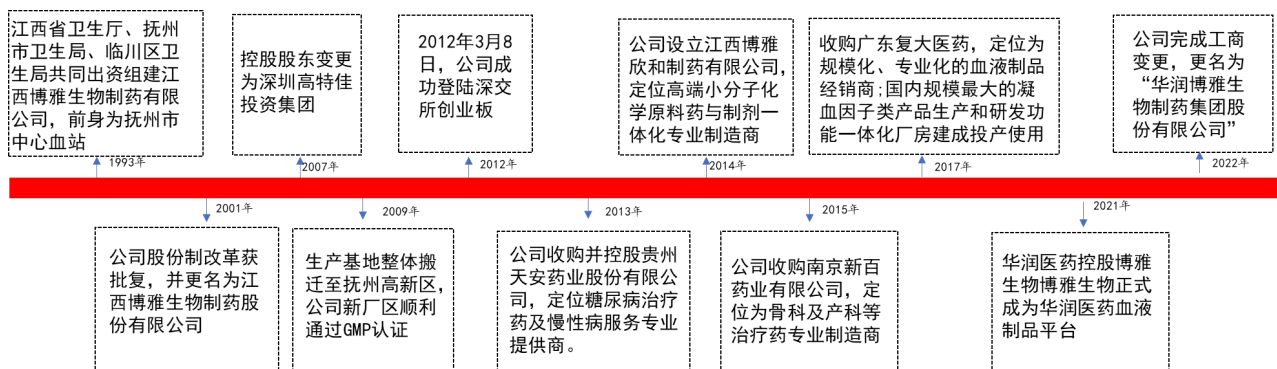 江西省卫生厅、抚州
市卫生局、临川区卫
生局共同出资组建江
西博雅生物制药有限
公司，前身为抚州市
中心血站
1993年
控股股东变更
为深圳高特佳
投资集团
2007年
2012年3月8
日，公司成
功登陆深交
所创业板
2012年
公司设立江西博雅
欣和制药有限公司，
定位高端小分子化
学原料药与制剂一
体化专业制造商
2014年
收购广东复大医药，定位为
规模化、专业化的血液制品
经销商;国内规模最大的凝
血因子类产品生产和研发功
能一体化厂房建成投产使用
2017年
公司完成工商
变更，更名为
“华润博雅生
物制药集团股
份有限公司”
2022年
2001年
公司股份制改革获
批复，并更名为江
西博雅生物制药股
份有限公司
2009年
生产基地整体搬
迁至抚州高新区，
公司新厂区顺利
通过GMP认证
2013年
公司收购并控股贵州
天安药业股份有限公
司，定位糖尿病治疗
药及慢性病服务专业
提供商。
2015年
公司收购南京新百
药业有限公司，定
位为骨科及产科等
治疗药专业制造商
2021年
华润医药控股博雅
生物博雅生物正式
成为华润医药血液
制品平台